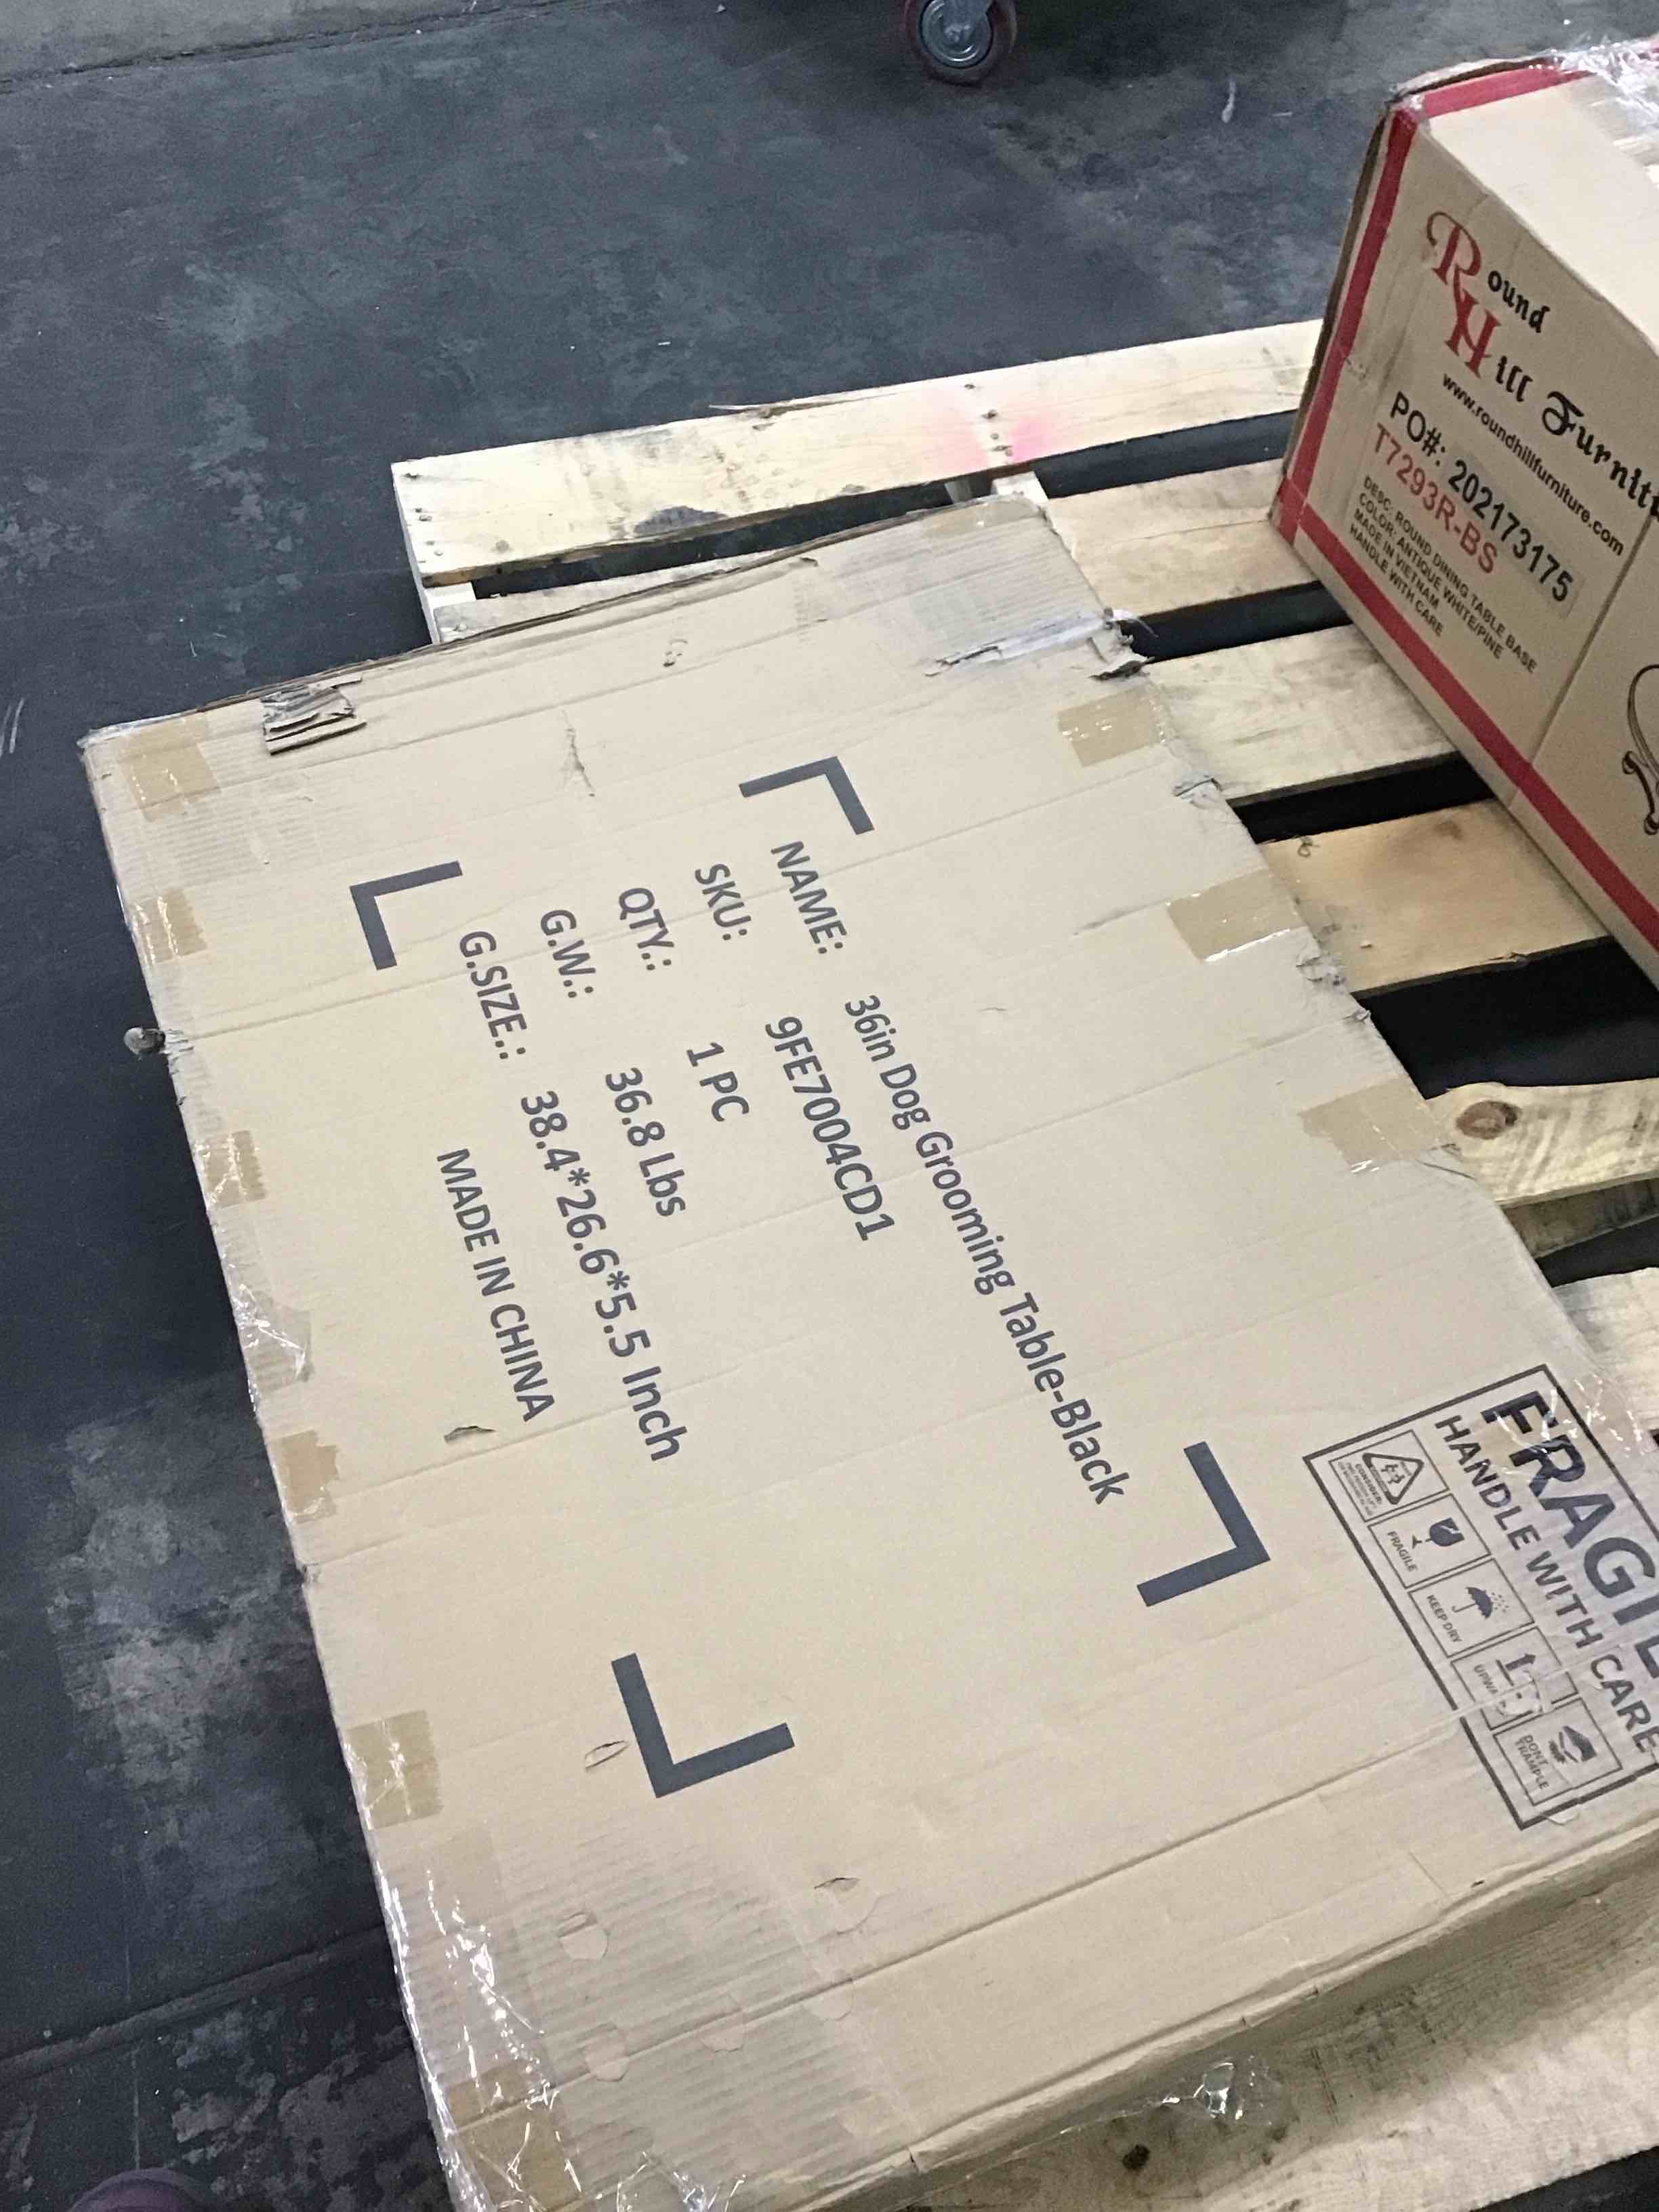 NAME: 36in Dog Grooming Table-Black
SKU: 9FE7004CD1
QTY.: 1 PC
G.W.: 36.8 Lbs
G.SIZE.: 38.4*26.6*5.5 Inch
MADE IN CHINA
HANDLE WITH CARE
FRAGILE
KEEP DRY
DON'T
TRAMPLE
Round
Hill
www.roundhillfurniture.com
PO#: 202173175
T7293R-BS
DESC: ROUND DINING TABLE BASE
COLOR: ANTIQUE WHITE/PINE
MADE IN VIETNAM
HANDLE WITH CARE